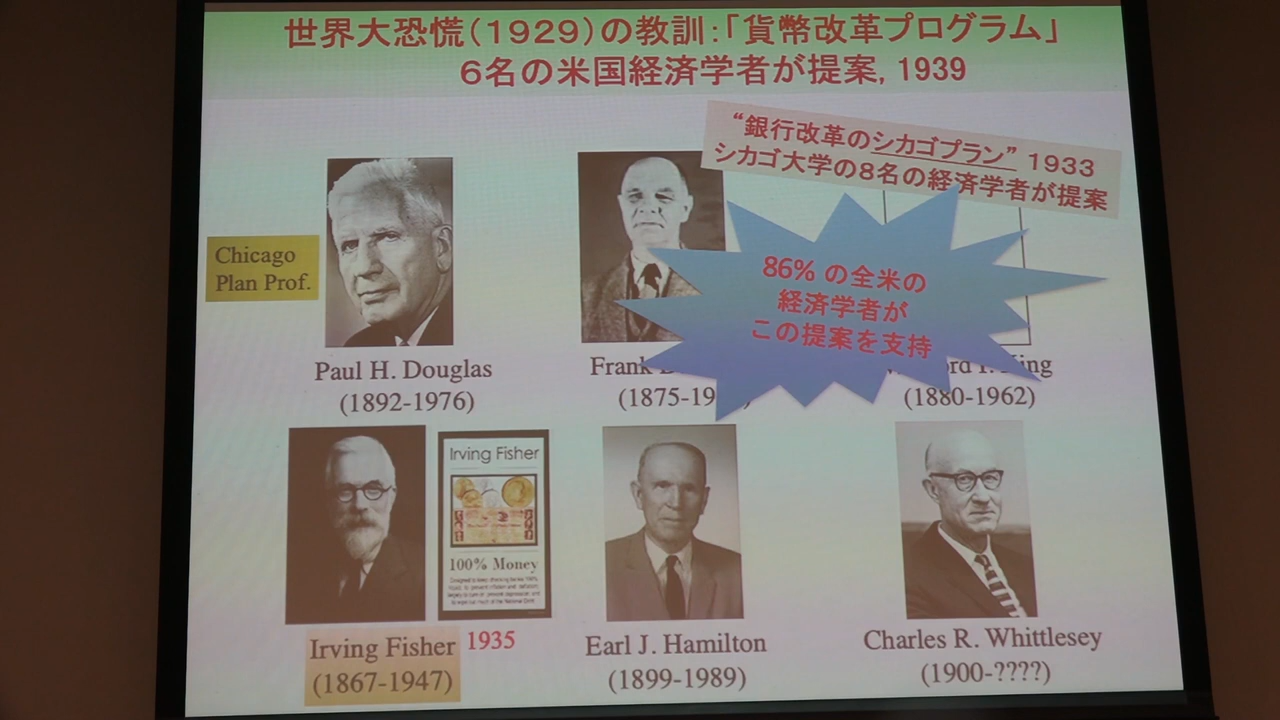 世界大恐慌(1929)の教訓:「貨幣改革プログラム」
6名の米国経済学者が提案, 1939
“銀行改革のシカゴプラン” 1933
シカゴ大学の8名の経済学者が提案
Chicago
Plan Prof.
86% の全米の
経済学者が
この提案を支持
Paul H. Douglas
(1892-1976)
Frank
(1875-19
King
(1880-1962)
Irving Fisher
100% Money
Irving Fisher 1935
(1867-1947)
Earl J. Hamilton
(1899-1989)
Charles R. Whittlesey
(1900-????)